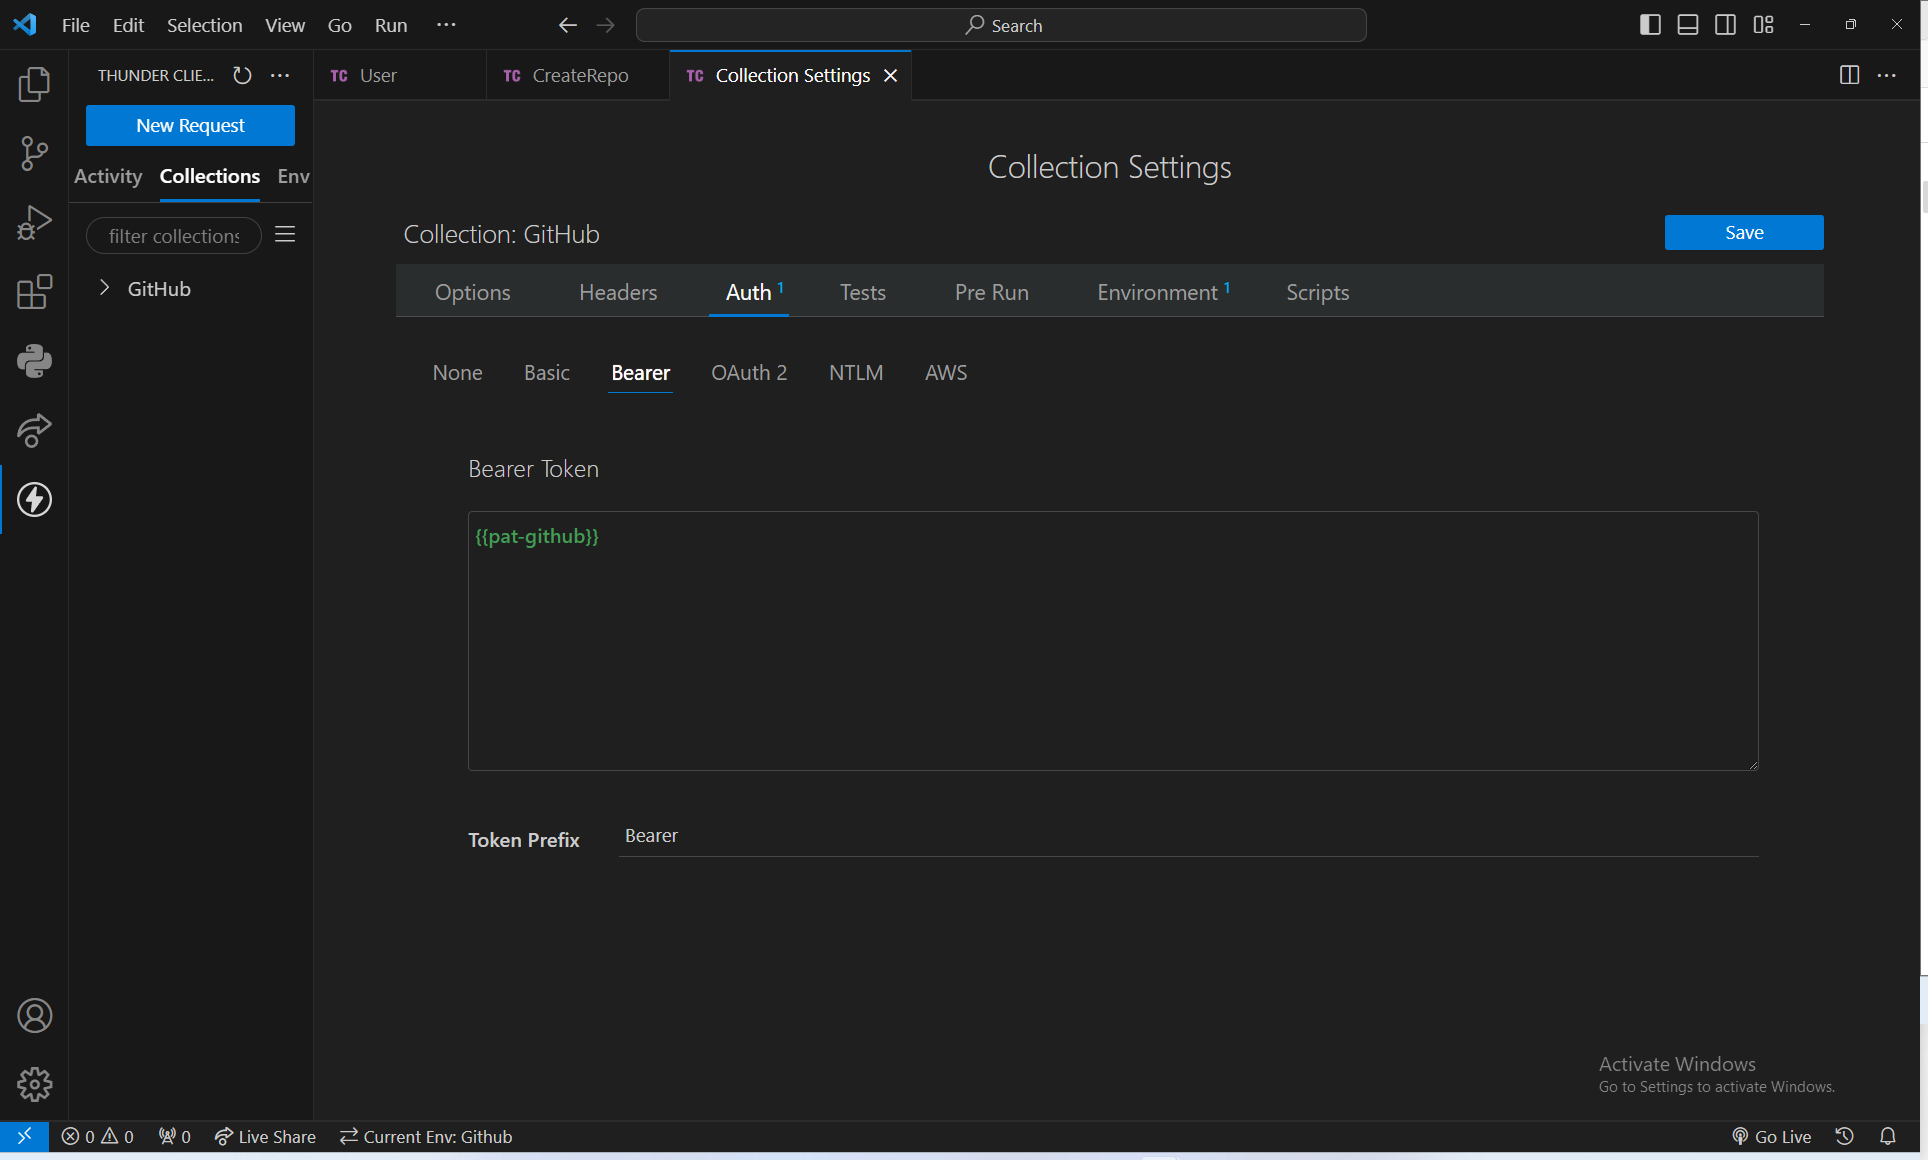 File Edit Selection View Go Run ···
Search
THUNDER CLIE... ···
TC User
TC CreateRepo
TC Collection Settings
New Request
Activity Collections Env
filter collections
GitHub
Collection Settings
Collection: GitHub
Save
Options Headers Auth 1 Tests Pre Run Environment 1 Scripts
None Basic Bearer OAuth 2 NTLM AWS
Bearer Token
{{pat-github}}
Token Prefix Bearer
Activate Windows
Go to Settings to activate Windows.
0 0 0 Live Share Current Env: Github Go Live